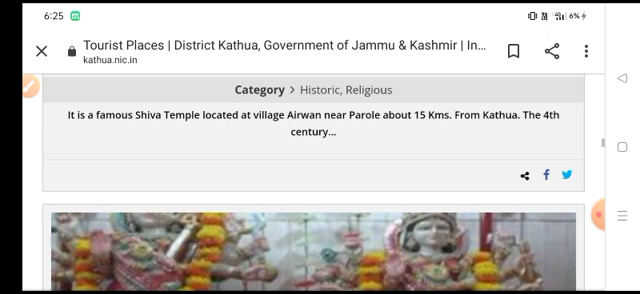 6:25
6%
Tourist Places | District Kathua, Government of Jammu & Kashmir | In...
kathua.nic.in
Category > Historic, Religious
It is a famous Shiva Temple located at village Airwan near Parole about 15 Kms. From Kathua. The 4th
century...